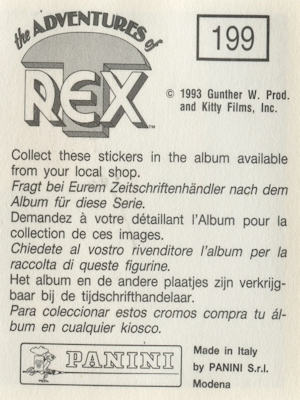 the ADVENTURES of
T-REX™
199
© 1993 Gunther W. Prod.
and Kitty Films, Inc.
Collect these stickers in the album available
from your local shop.
Fragt bei Eurem Zeitschriftenhändler nach dem
Album für diese Serie.
Demandez à votre détaillant l'Album pour la
collection de ces images.
Chiedete al vostro rivenditore l'album per la
raccolta di queste figurine.
Het album en de andere plaatjes zijn verkrijg-
baar bij de tijdschrifthandelaar.
Para coleccionar estos cromos compra tu ál-
bum en cualquier kiosco.
PANINI
Made in Italy
by PANINI S.r.l.
Modena